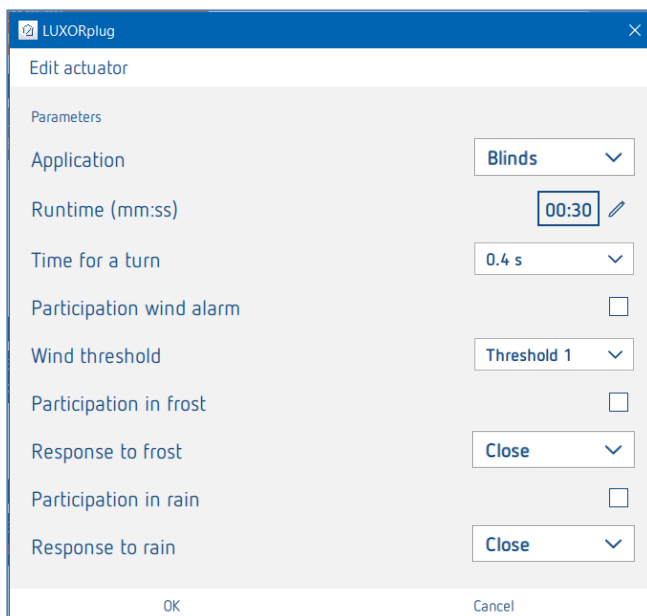 LUXORplug
Edit actuator
Parameters
Application Blinds
Runtime (mm:ss) 00:30
Time for a turn 0.4 s
Participation wind alarm
Wind threshold Threshold 1
Participation in frost
Response to frost Close
Participation in rain
Response to rain Close
OK Cancel